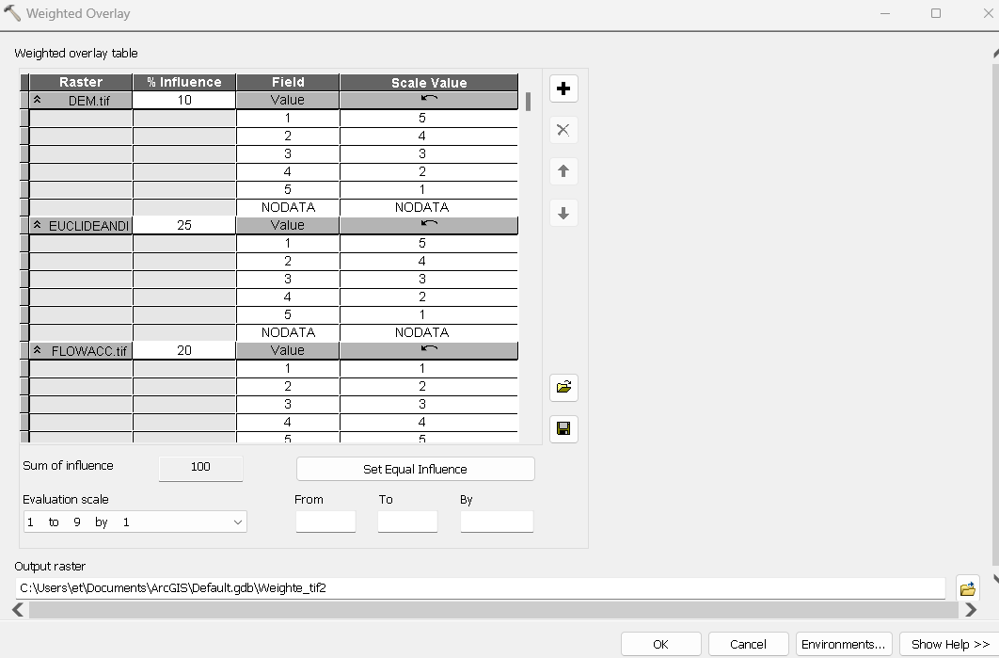 Weighted Overlay
Weighted overlay table
Raster % Influence Field Scale Value
DEM.tif 10 Value
1 5
2 4
3 3
4 2
5 1
NODATA NODATA
EUCLIDEANDI 25 Value
1 5
2 4
3 3
4 2
5 1
NODATA NODATA
FLOWACC.tif 20 Value
1 1
2 2
3 3
4 4
5 5
Sum of influence 100 Set Equal Influence
Evaluation scale From To By
1 to 9 by 1
Output raster
C:\Users\et\Documents\ArcGIS\Default.gdb\Weighte_tif2
OK Cancel Environments... Show Help >>